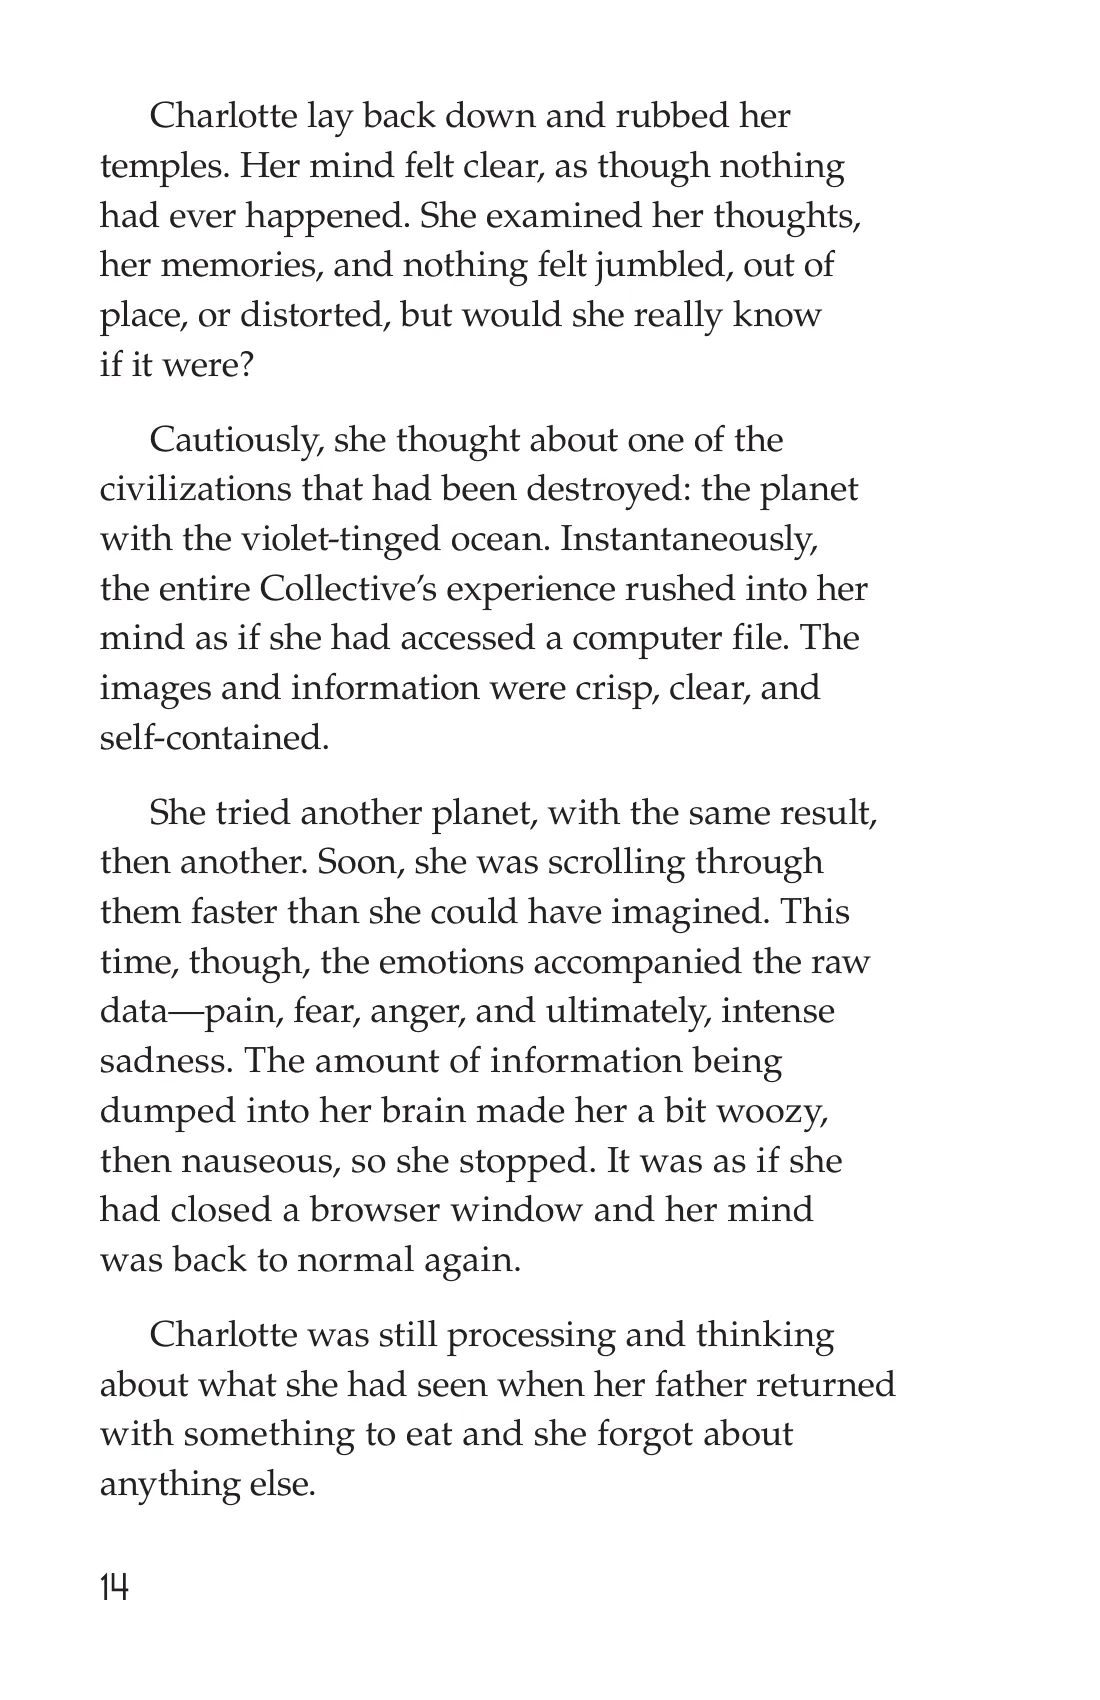 Charlotte lay back down and rubbed her
temples. Her mind felt clear, as though nothing
had ever happened. She examined her thoughts,
her memories, and nothing felt jumbled, out of
place, or distorted, but would she really know
if it were?
Cautiously, she thought about one of the
civilizations that had been destroyed: the planet
with the violet-tinged ocean. Instantaneously,
the entire Collective’s experience rushed into her
mind as if she had accessed a computer file. The
images and information were crisp, clear, and
self-contained.
She tried another planet, with the same result,
then another. Soon, she was scrolling through
them faster than she could have imagined. This
time, though, the emotions accompanied the raw
data—pain, fear, anger, and ultimately, intense
sadness. The amount of information being
dumped into her brain made her a bit woozy,
then nauseous, so she stopped. It was as if she
had closed a browser window and her mind
was back to normal again.
Charlotte was still processing and thinking
about what she had seen when her father returned
with something to eat and she forgot about
anything else.
14